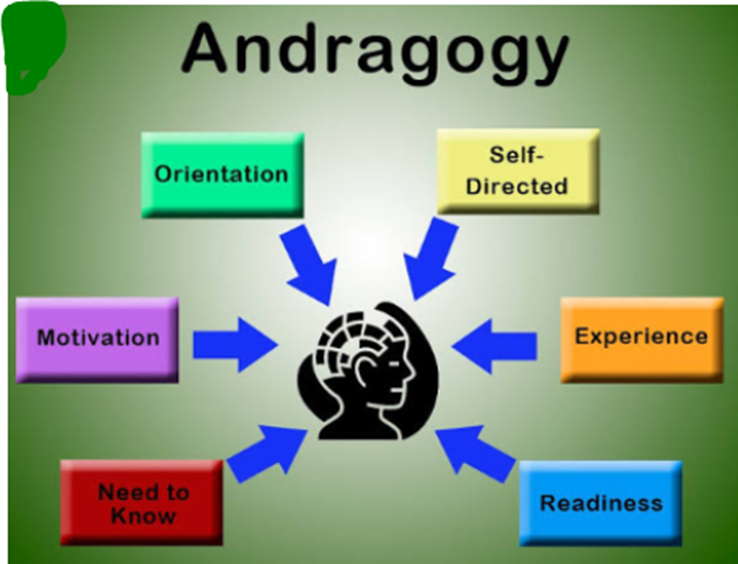 Andragogy
Orientation
Self-
Directed
Motivation
Experience
Need to
Know
Readiness